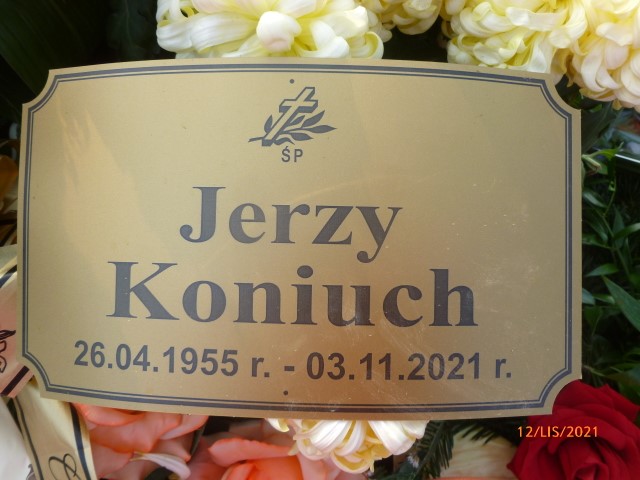 ŚP
Jerzy
Koniuch
26.04.1955 r. - 03.11.2021 r.
12/LIS/2021